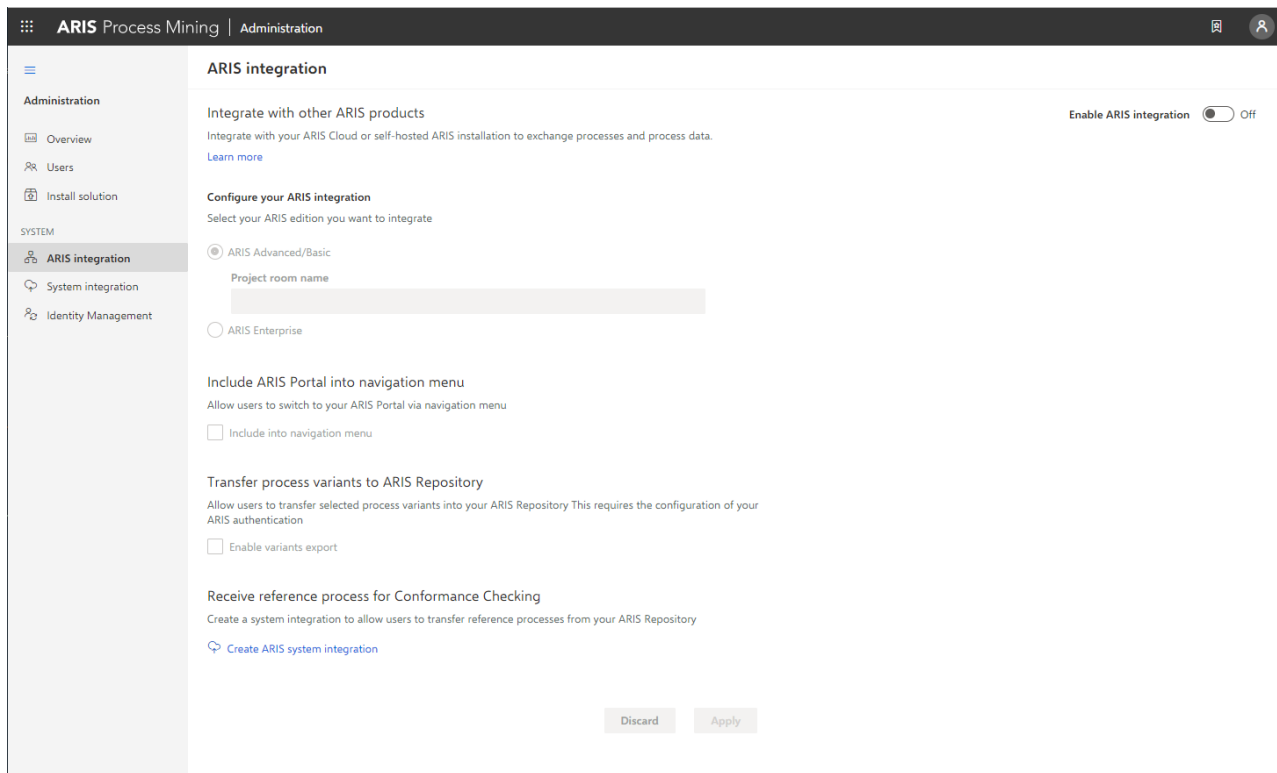 ARIS Process Mining | Administration
ARIS integration
Administration
Overview
Users
Install solution
SYSTEM
ARIS integration
System integration
Identity Management
Integrate with other ARIS products
Enable ARIS integration Off
Integrate with your ARIS Cloud or self-hosted ARIS installation to exchange processes and process data.
Learn more
Configure your ARIS integration
Select your ARIS edition you want to integrate
ARIS Advanced/Basic
Project room name
ARIS Enterprise
Include ARIS Portal into navigation menu
Allow users to switch to your ARIS Portal via navigation menu
Include into navigation menu
Transfer process variants to ARIS Repository
Allow users to transfer selected process variants into your ARIS Repository This requires the configuration of your
ARIS authentication
Enable variants export
Receive reference process for Conformance Checking
Create a system integration to allow users to transfer reference processes from your ARIS Repository
Create ARIS system integration
Discard Apply